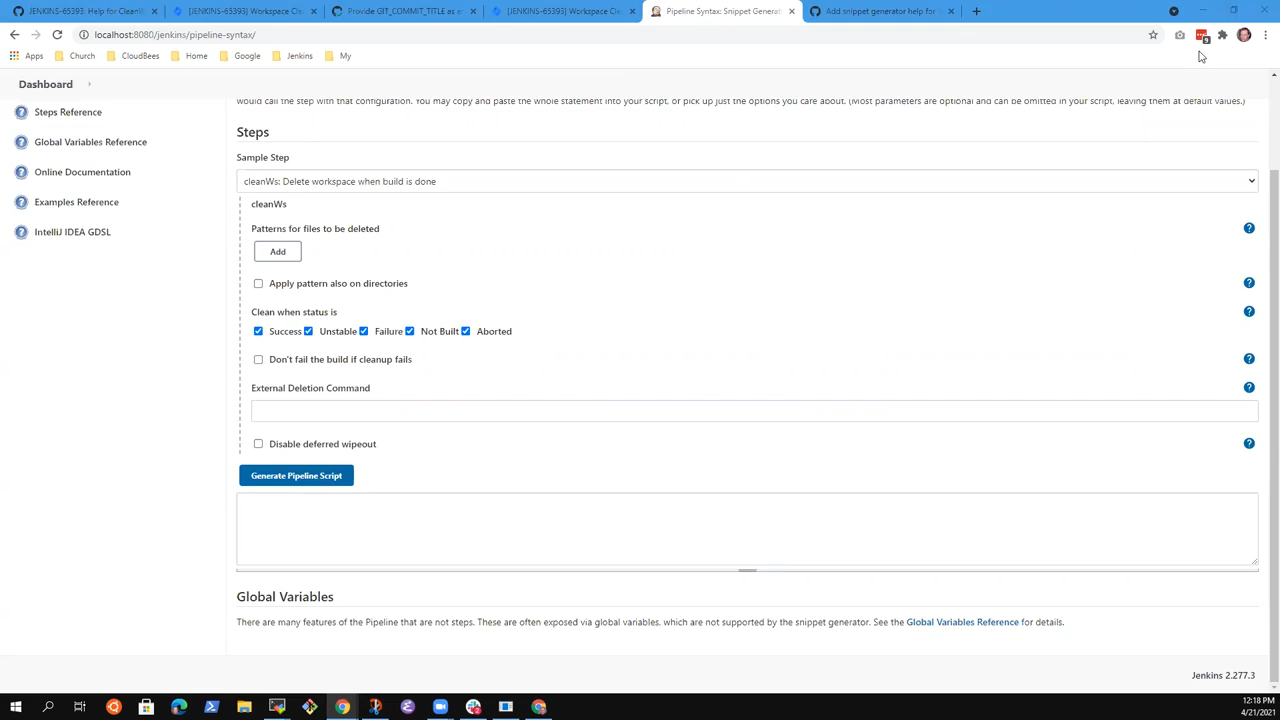 JENKINS-65393: Help for CleanW
[JENKINS-65393] Workspace Cle
Provide GIT_COMMIT_TITLE as e
[JENKINS-65393] Workspace Cle
Pipeline Syntax: Snippet Generat
Add snippet generator help for
localhost:8080/jenkins/pipeline-syntax/
9
Apps
Church
CloudBees
Home
Google
Jenkins
My
Dashboard
would call the step with that configuration. You may copy and paste the whole statement into your script, or pick up just the options you care about. (Most parameters are optional and can be omitted in your script, leaving them at default values.)
Steps Reference
Global Variables Reference
Online Documentation
Examples Reference
IntelliJ IDEA GDSL
Steps
Sample Step
cleanWs: Delete workspace when build is done
cleanWs
Patterns for files to be deleted
Add
Apply pattern also on directories
Clean when status is
Success Unstable Failure Not Built Aborted
Don't fail the build if cleanup fails
External Deletion Command
Disable deferred wipeout
Generate Pipeline Script
Global Variables
There are many features of the Pipeline that are not steps. These are often exposed via global variables, which are not supported by the snippet generator. See the Global Variables Reference for details.
Jenkins 2.277.3
12:18 PM
4/21/2021